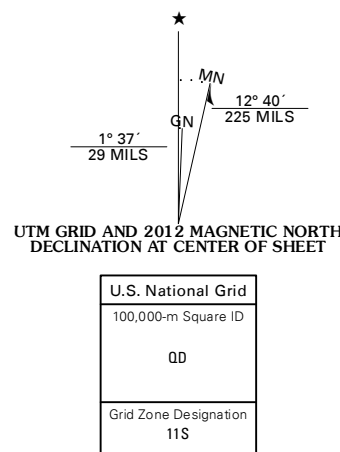 ★
MN
GN
12° 40´
225 MILS
1° 37´
29 MILS
UTM GRID AND 2012 MAGNETIC NORTH
DECLINATION AT CENTER OF SHEET
U.S. National Grid
100,000-m Square ID
QD
Grid Zone Designation
11S